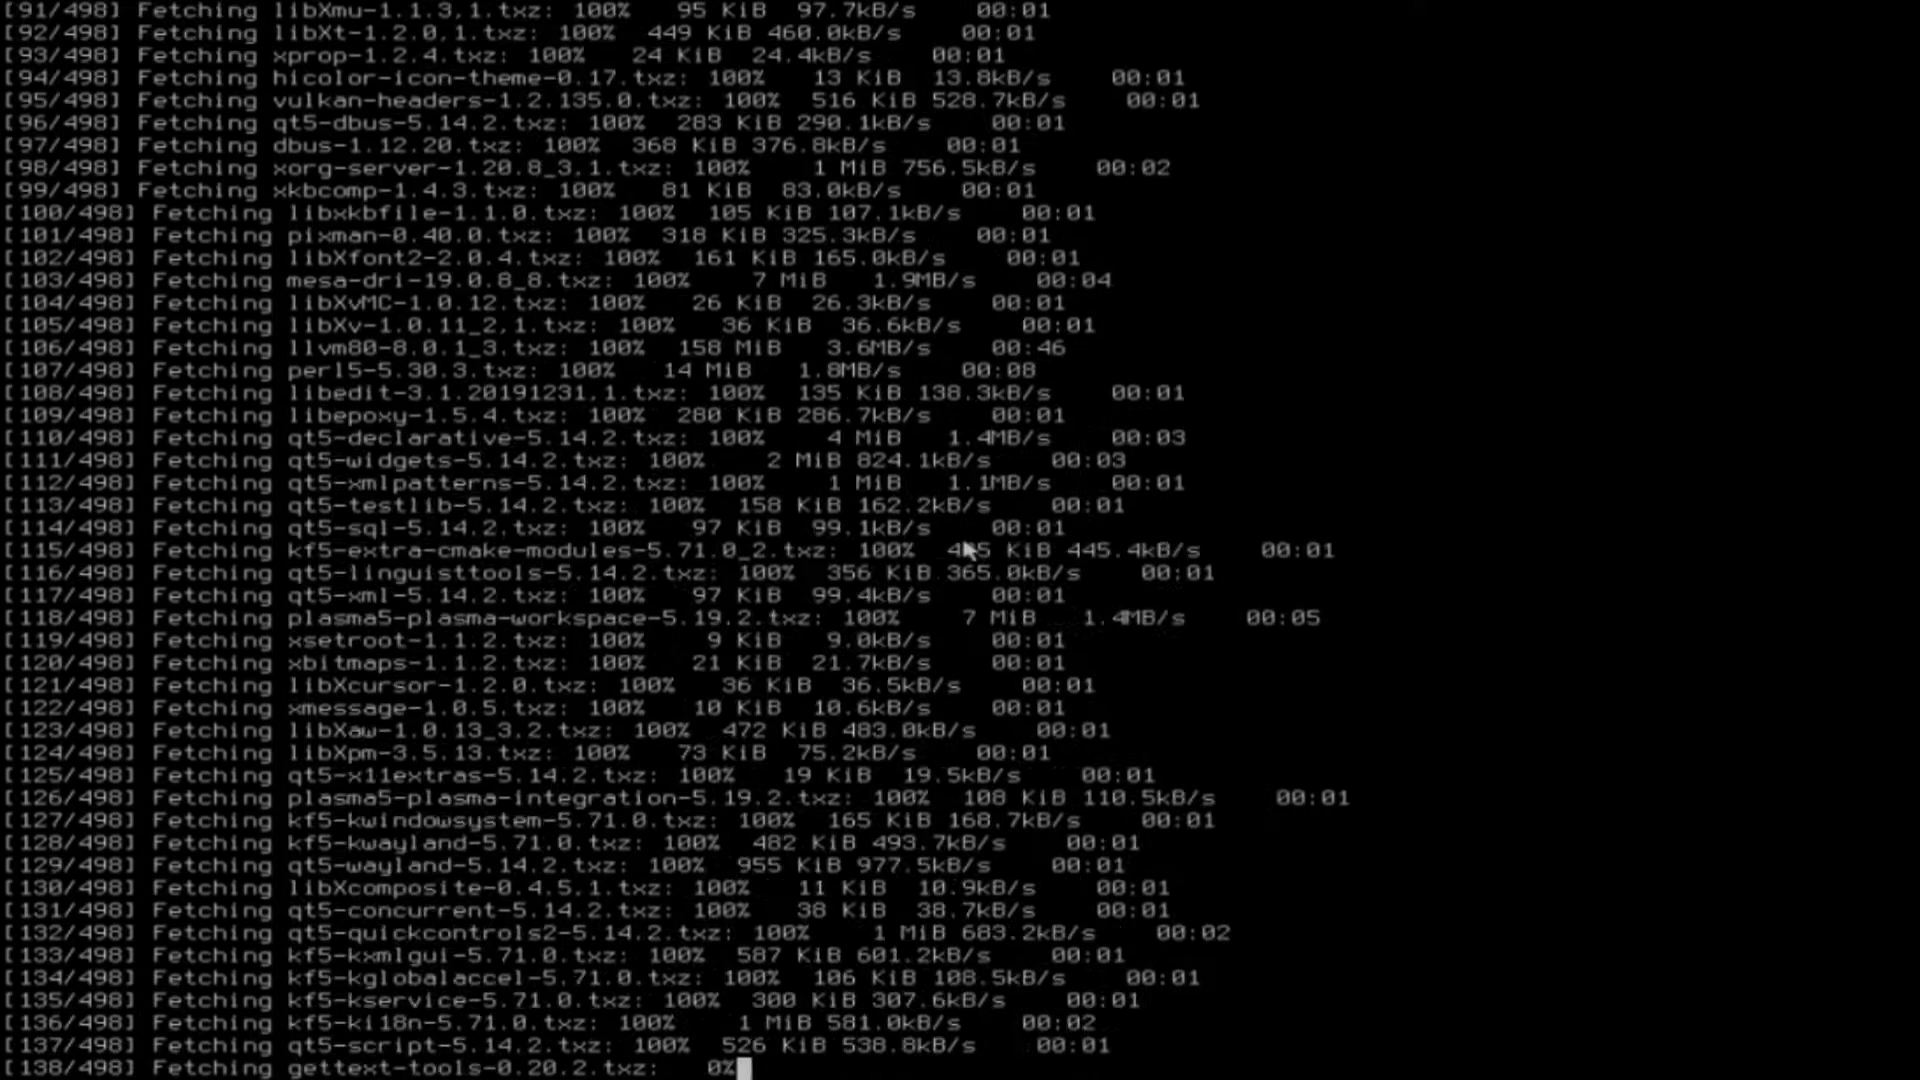 [91/498] Fetching libXmu-1.1.3,1.txz: 100% 95 KiB 97.7kB/s 00:01
[92/498] Fetching libXt-1.2.0,1.txz: 100% 449 KiB 460.0kB/s 00:01
[93/498] Fetching xprop-1.2.4.txz: 100% 24 KiB 24.4kB/s 00:01
[94/498] Fetching hicolor-icon-theme-0.17.txz: 100% 13 KiB 13.8kB/s 00:01
[95/498] Fetching vulkan-headers-1.2.135.0.txz: 100% 516 KiB 528.7kB/s 00:01
[96/498] Fetching qt5-dbus-5.14.2.txz: 100% 283 KiB 290.1kB/s 00:01
[97/498] Fetching dbus-1.12.20.txz: 100% 368 KiB 376.8kB/s 00:01
[98/498] Fetching xorg-server-1.20.8_3,1.txz: 100% 1 MiB 756.5kB/s 00:02
[99/498] Fetching xkbcomp-1.4.3.txz: 100% 81 KiB 83.0kB/s 00:01
[100/498] Fetching libxkbfile-1.1.0.txz: 100% 105 KiB 107.1kB/s 00:01
[101/498] Fetching pixman-0.40.0.txz: 100% 318 KiB 325.3kB/s 00:01
[102/498] Fetching libXfont2-2.0.4.txz: 100% 161 KiB 165.0kB/s 00:01
[103/498] Fetching mesa-dri-19.0.8_8.txz: 100% 7 MiB 1.9MB/s 00:04
[104/498] Fetching libXvMC-1.0.12.txz: 100% 26 KiB 26.3kB/s 00:01
[105/498] Fetching libXv-1.0.11_2,1.txz: 100% 36 KiB 36.6kB/s 00:01
[106/498] Fetching llvm80-8.0.1_3.txz: 100% 158 MiB 3.6MB/s 00:46
[107/498] Fetching perl5-5.30.3.txz: 100% 14 MiB 1.8MB/s 00:08
[108/498] Fetching libedit-3.1.20191231,1.txz: 100% 135 KiB 138.3kB/s 00:01
[109/498] Fetching libepoxy-1.5.4.txz: 100% 280 KiB 286.7kB/s 00:01
[110/498] Fetching qt5-declarative-5.14.2.txz: 100% 4 MiB 1.4MB/s 00:03
[111/498] Fetching qt5-widgets-5.14.2.txz: 100% 2 MiB 824.1kB/s 00:03
[112/498] Fetching qt5-xmlpatterns-5.14.2.txz: 100% 1 MiB 1.1MB/s 00:01
[113/498] Fetching qt5-testlib-5.14.2.txz: 100% 158 KiB 162.2kB/s 00:01
[114/498] Fetching qt5-sql-5.14.2.txz: 100% 97 KiB 99.1kB/s 00:01
[115/498] Fetching kf5-extra-cmake-modules-5.71.0_2.txz: 100% KiB 445.4kB/s 00:01
[116/498] Fetching qt5-linguisttools-5.14.2.txz: 100% 356 KiB 365.0kB/s 00:01
[117/498] Fetching qt5-xml-5.14.2.txz: 100% 97 KiB 99.4kB/s 00:01
[118/498] Fetching plasma5-plasma-workspace-5.19.2.txz: 100% 7 MiB 1.4MB/s 00:05
[119/498] Fetching xsetroot-1.1.2.txz: 100% 9 KiB 9.0kB/s 00:01
[120/498] Fetching xbitmaps-1.1.2.txz: 100% 21 KiB 21.7kB/s 00:01
[121/498] Fetching libXcursor-1.2.0.txz: 100% 36 KiB 36.5kB/s 00:01
[122/498] Fetching xmessage-1.0.5.txz: 100% 10 KiB 10.6kB/s 00:01
[123/498] Fetching libXaw-1.0.13_3,2.txz: 100% 472 KiB 483.0kB/s 00:01
[124/498] Fetching libXpm-3.5.13.txz: 100% 73 KiB 75.2kB/s 00:01
[125/498] Fetching qt5-x11extras-5.14.2.txz: 100% 19 KiB 19.5kB/s 00:01
[126/498] Fetching plasma5-plasma-integration-5.19.2.txz: 100% 108 KiB 110.5kB/s 00:01
[127/498] Fetching kf5-kwindowsystem-5.71.0.txz: 100% 165 KiB 168.7kB/s 00:01
[128/498] Fetching kf5-kwayland-5.71.0.txz: 100% 482 KiB 493.7kB/s 00:01
[129/498] Fetching qt5-wayland-5.14.2.txz: 100% 955 KiB 977.5kB/s 00:01
[130/498] Fetching libXcomposite-0.4.5,1.txz: 100% 11 KiB 10.9kB/s 00:01
[131/498] Fetching qt5-concurrent-5.14.2.txz: 100% 38 KiB 38.7kB/s 00:01
[132/498] Fetching qt5-quickcontrols2-5.14.2.txz: 100% 1 MiB 683.2kB/s 00:02
[133/498] Fetching kf5-kxmlgui-5.71.0.txz: 100% 587 KiB 601.2kB/s 00:01
[134/498] Fetching kf5-kglobalaccel-5.71.0.txz: 100% 106 KiB 108.5kB/s 00:01
[135/498] Fetching kf5-kservice-5.71.0.txz: 100% 300 KiB 307.6kB/s 00:01
[136/498] Fetching kf5-ki18n-5.71.0.txz: 100% 1 MiB 581.0kB/s 00:02
[137/498] Fetching qt5-script-5.14.2.txz: 100% 526 KiB 538.8kB/s 00:01
[138/498] Fetching gettext-tools-0.20.2.txz: 0%